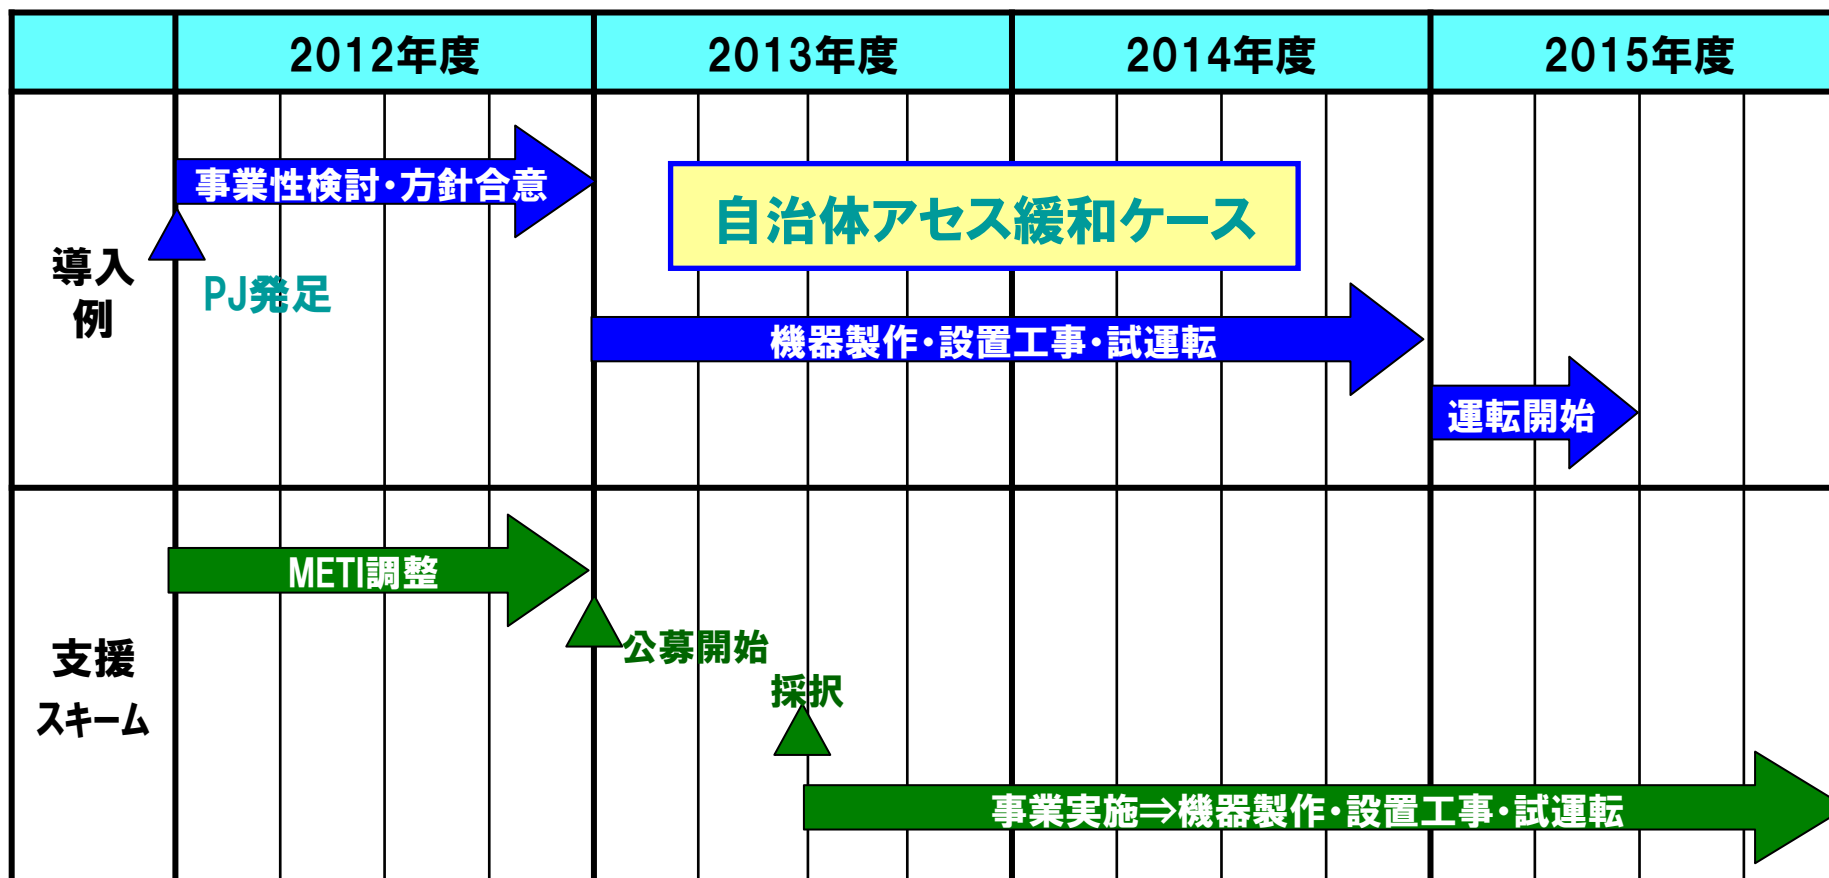 2012年度
2013年度
2014年度
2015年度
導入
例
事業性検討・方針合意
PJ発足
自治体アセス緩和ケース
機器製作・設置工事・試運転
運転開始
支援
スキーム
METI調整
公募開始
採択
事業実施⇒機器製作・設置工事・試運転